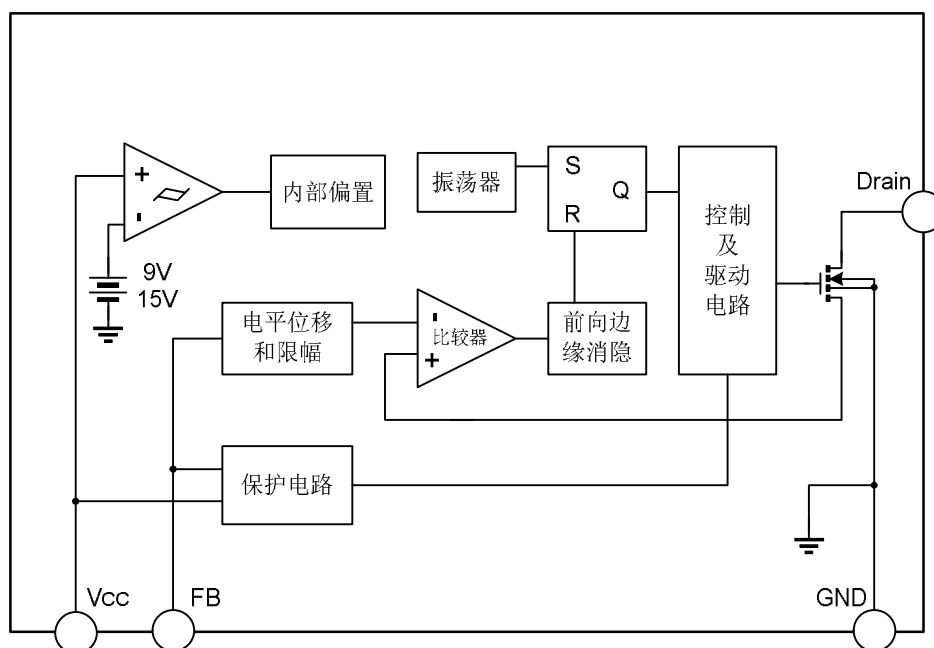 内部偏置
振荡器
S
R
Q
控制
及
驱动
电路
Drain
+
-
9V
15V
电平位移
和限幅
-
比较器
+
前向边
缘消隐
保护电路
Vcc
FB
GND